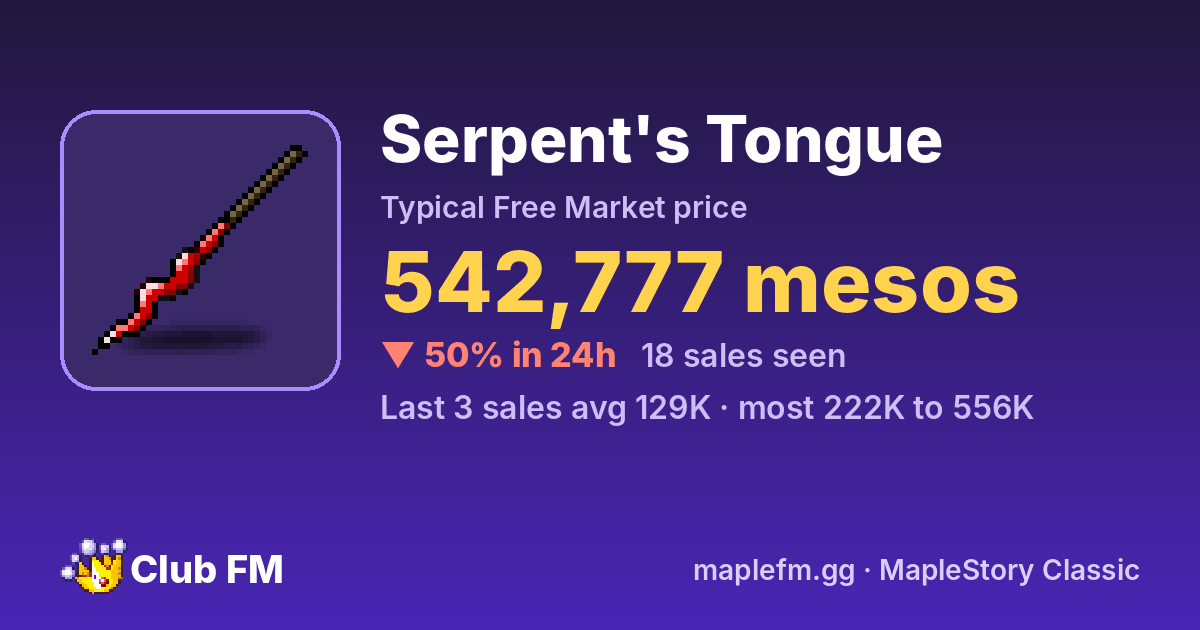 Serpent's Tongue
Typical Free Market price
542,777 mesos
▼ 50% in 24h 18 sales seen
Last 3 sales avg 129K · most 222K to 556K
Club FM
maplefm.gg · MapleStory Classic